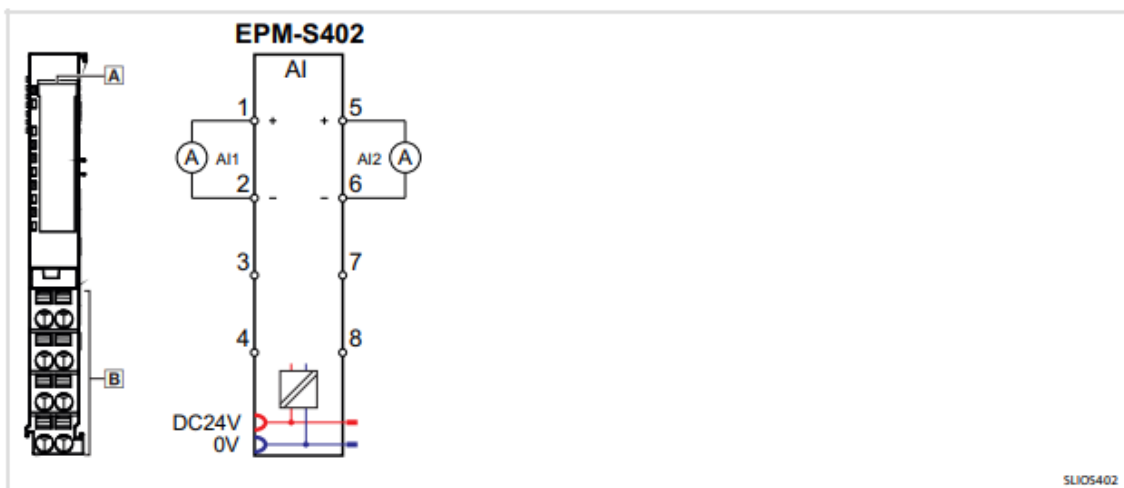 EPM-S402
A
AI
1
5
+
+
A
AI1
AI2
A
2
6
-
-
3
7
4
8
B
DC24V
0V
SLIOS402